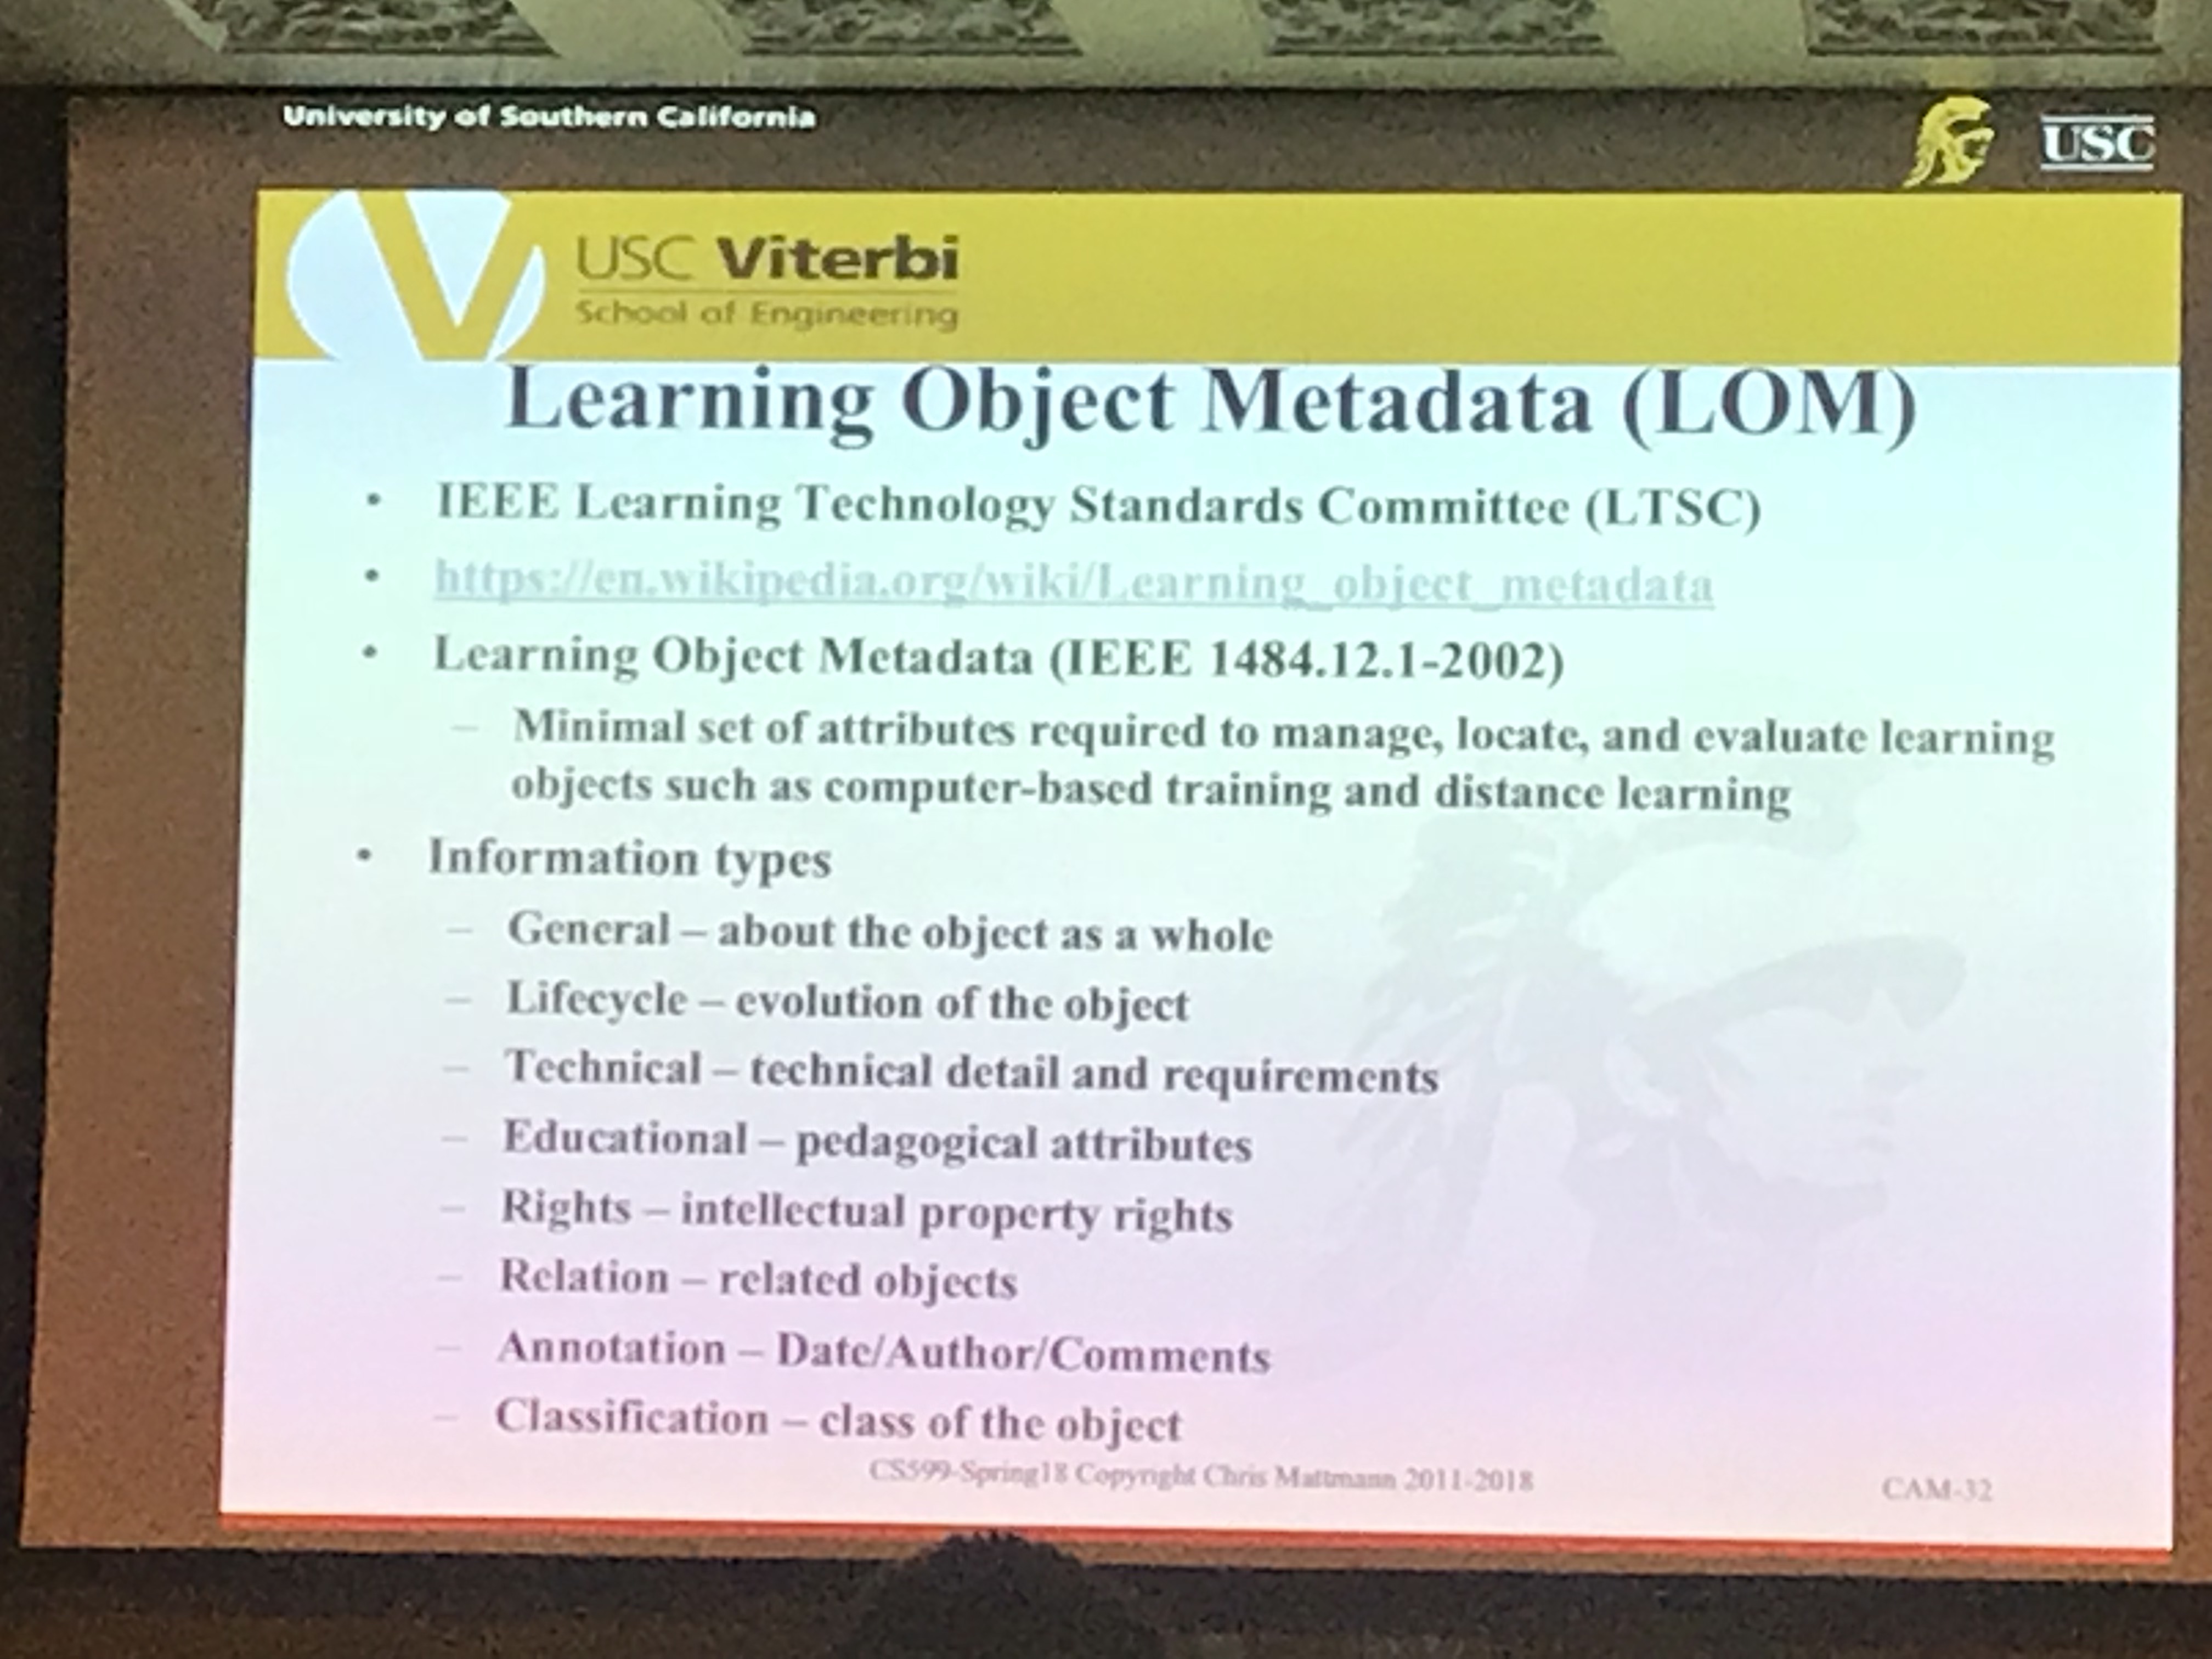 University of Southern California
USC
USC Viterbi
School of Engineering
Learning Object Metadata (LOM)
• IEEE Learning Technology Standards Committee (LTSC)
• https://en.wikipedia.org/wiki/Learning_object_metadata
• Learning Object Metadata (IEEE 1484.12.1-2002)
– Minimal set of attributes required to manage, locate, and evaluate learning
objects such as computer-based training and distance learning
• Information types
– General – about the object as a whole
– Lifecycle – evolution of the object
– Technical – technical detail and requirements
– Educational – pedagogical attributes
– Rights – intellectual property rights
– Relation – related objects
– Annotation – Date/Author/Comments
– Classification – class of the object
CS599-Spring18 Copyright Chris Mattmann 2011-2018
CAM-32